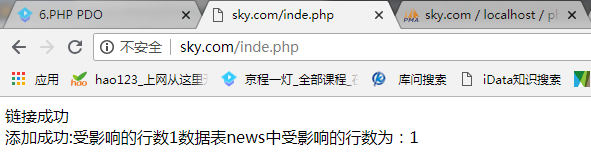 6.PHP PDO
sky.com/inde.php
sky.com / localhost / ph
不安全 sky.com/inde.php
应用
hao123_上网从这里
京程一灯_全部课程_
库问搜索
iData知识搜索
链接成功
添加成功:受影响的行数1数据表news中受影响的行数为：1